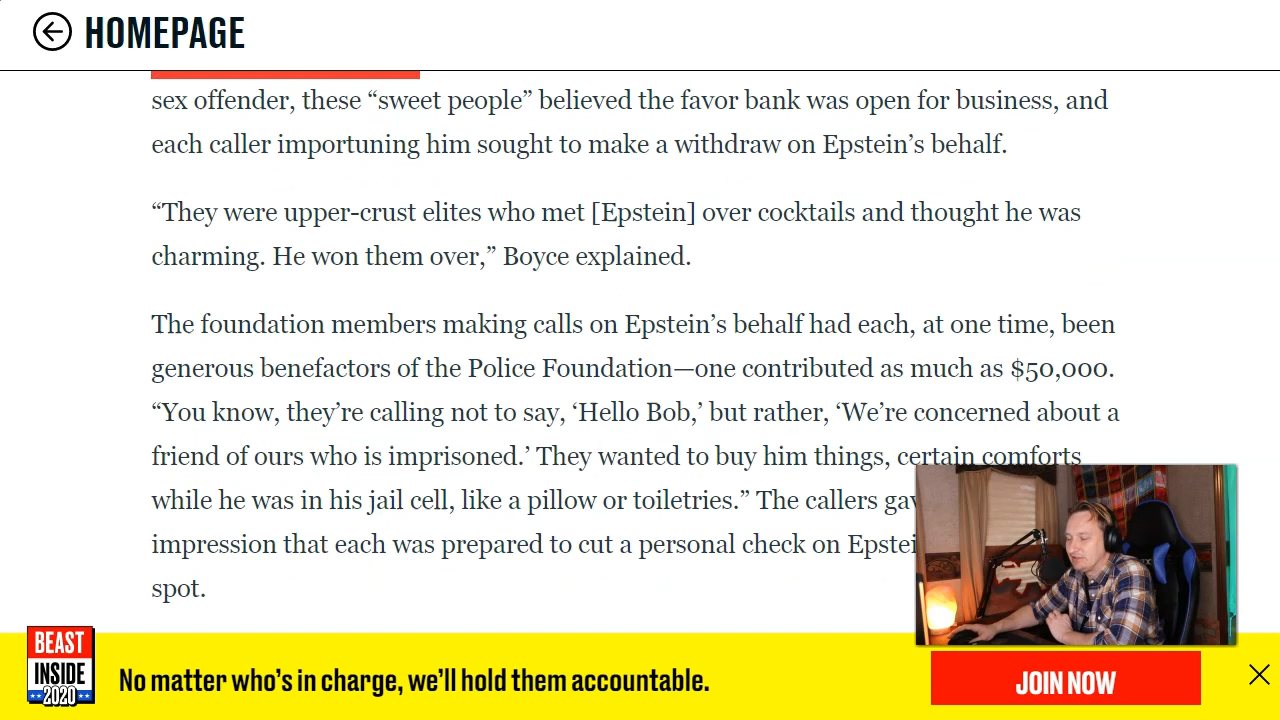 HOMEPAGE
sex offender, these “sweet people” believed the favor bank was open for business, and
each caller importuning him sought to make a withdraw on Epstein’s behalf.
“They were upper-crust elites who met [Epstein] over cocktails and thought he was
charming. He won them over,” Boyce explained.
The foundation members making calls on Epstein’s behalf had each, at one time, been
generous benefactors of the Police Foundation—one contributed as much as $50,000.
“You know, they’re calling not to say, ‘Hello Bob,’ but rather, ‘We’re concerned about a
friend of ours who is imprisoned.’ They wanted to buy him things, certain comforts
while he was in his jail cell, like a pillow or toiletries.” The callers
impression that each was prepared to cut a personal check on
spot.
BEAST
INSIDE
2020
No matter who’s in charge, we’ll hold them accountable.
JOIN NOW